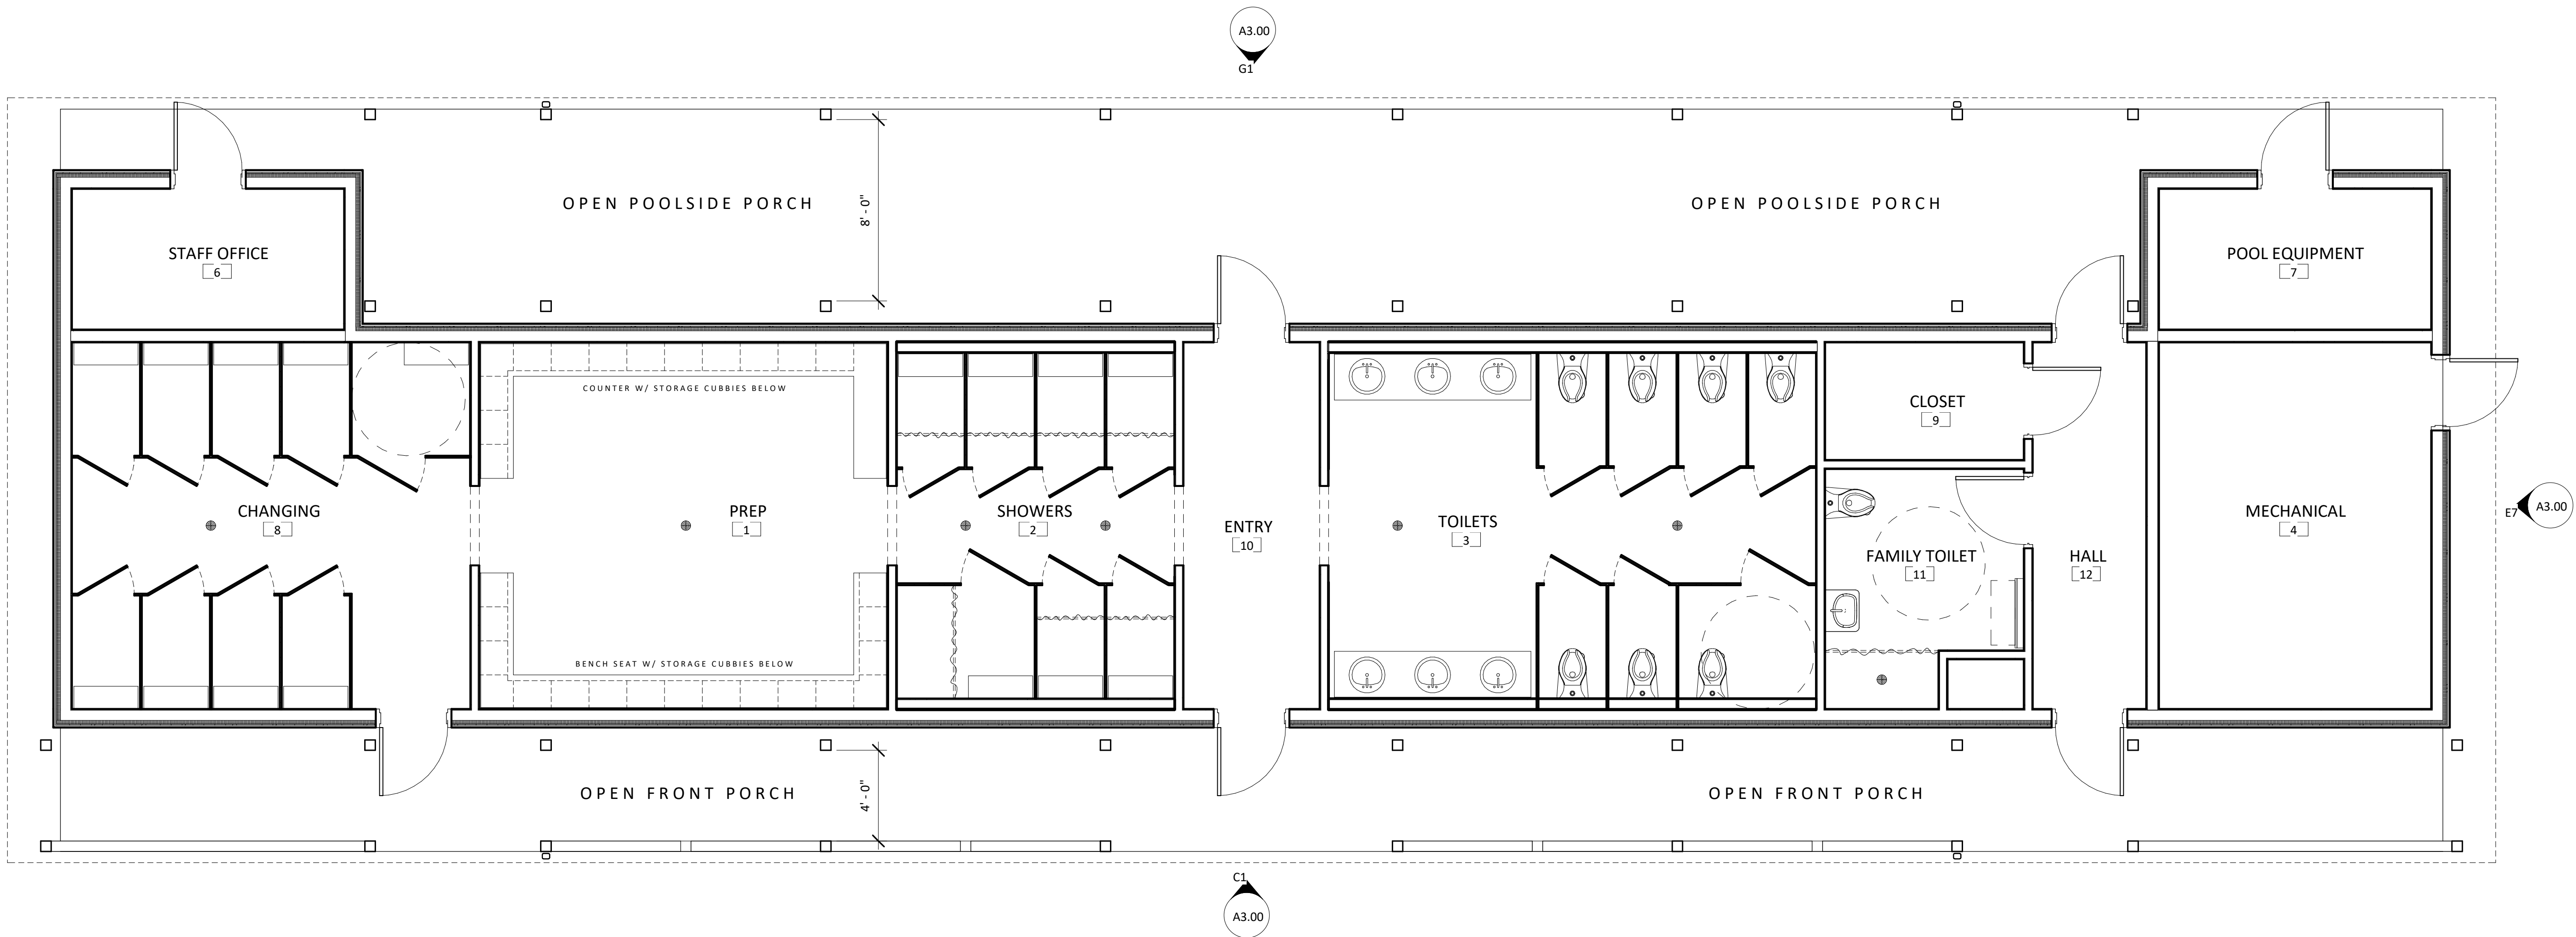 A3.00
G1
OPEN POOLSIDE PORCH
8' - 0"
OPEN POOLSIDE PORCH
STAFF OFFICE
6
POOL EQUIPMENT
7
COUNTER W/ STORAGE CUBBIES BELOW
CLOSET
9
CHANGING
8
PREP
1
SHOWERS
2
ENTRY
10
TOILETS
3
FAMILY TOILET
11
HALL
12
MECHANICAL
4
E7
A3.00
BENCH SEAT W/ STORAGE CUBBIES BELOW
OPEN FRONT PORCH
4' - 0"
OPEN FRONT PORCH
C1
A3.00